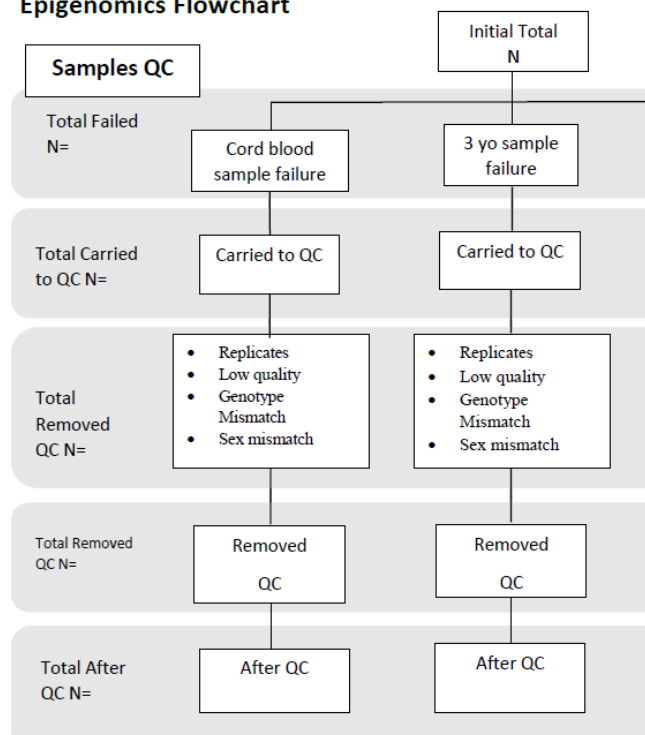 Epigenomics Flowchart
Initial Total
N
Samples QC
Total Failed
N=
Cord blood
sample failure
3 yo sample
failure
Total Carried
to QC N=
Carried to QC
Carried to QC
Total
Removed
QC N=
• Replicates
• Low quality
• Genotype
Mismatch
• Sex mismatch
• Replicates
• Low quality
• Genotype
Mismatch
• Sex mismatch
Total Removed
QC N=
Removed
QC
Removed
QC
Total After
QC N=
After QC
After QC